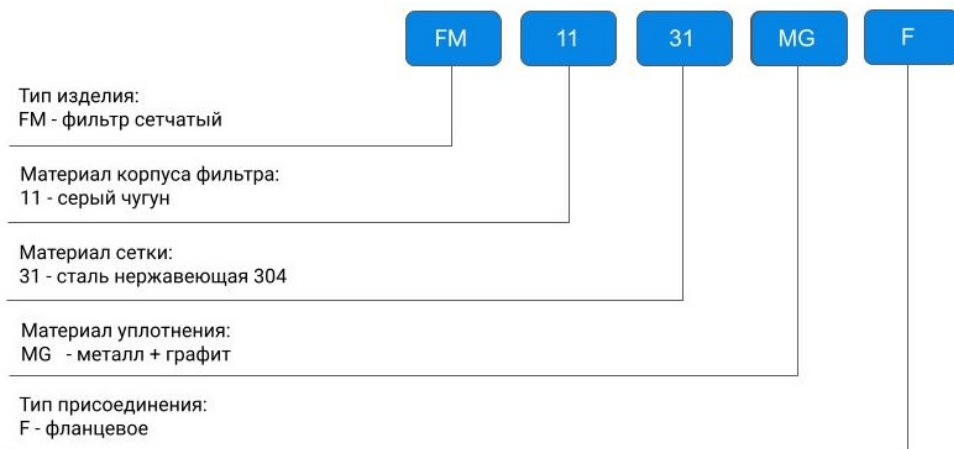 FM 11 31 MG F
Тип изделия:
FM - фильтр сетчатый
Материал корпуса фильтра:
11 - серый чугун
Материал сетки:
31 - сталь нержавеющая 304
Материал уплотнения:
MG - металл + графит
Тип присоединения:
F - фланцевое